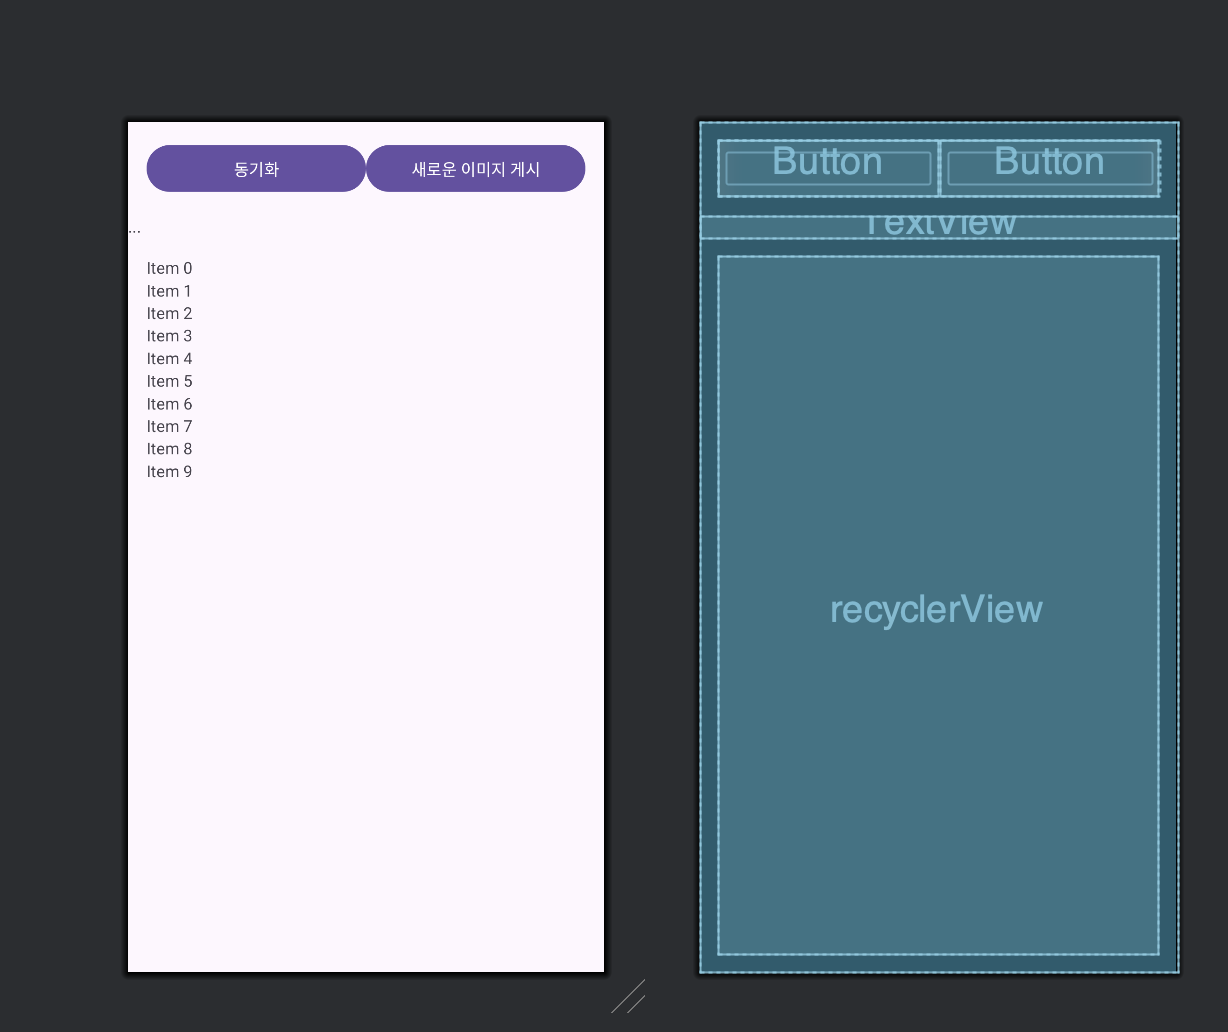 동기화 새로운 이미지 게시
...
Item 0
Item 1
Item 2
Item 3
Item 4
Item 5
Item 6
Item 7
Item 8
Item 9
Button Button
TextView
recyclerView